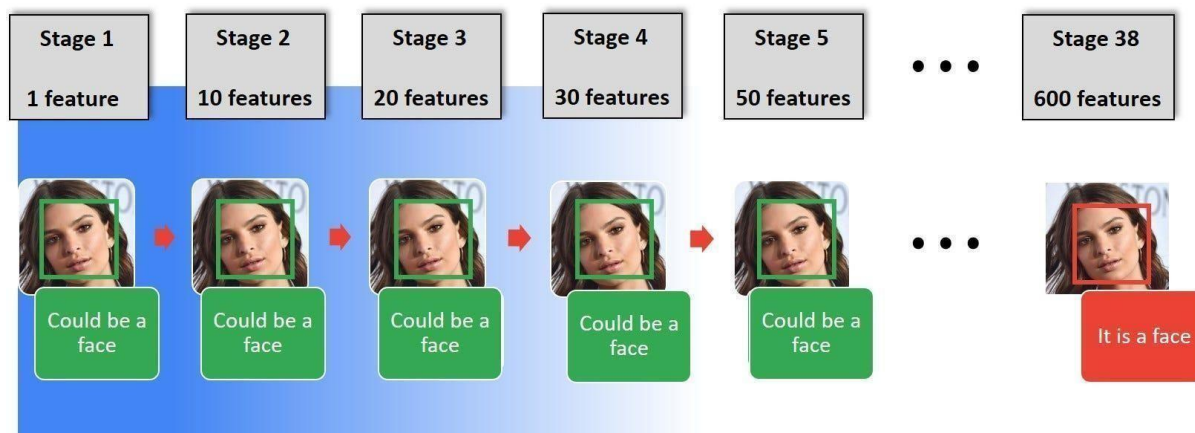 Stage 1
1 feature
Stage 2
10 features
Stage 3
20 features
Stage 4
30 features
Stage 5
50 features
Stage 38
600 features
Could be a
face
Could be a
face
Could be a
face
Could be a
face
Could be a
face
It is a face